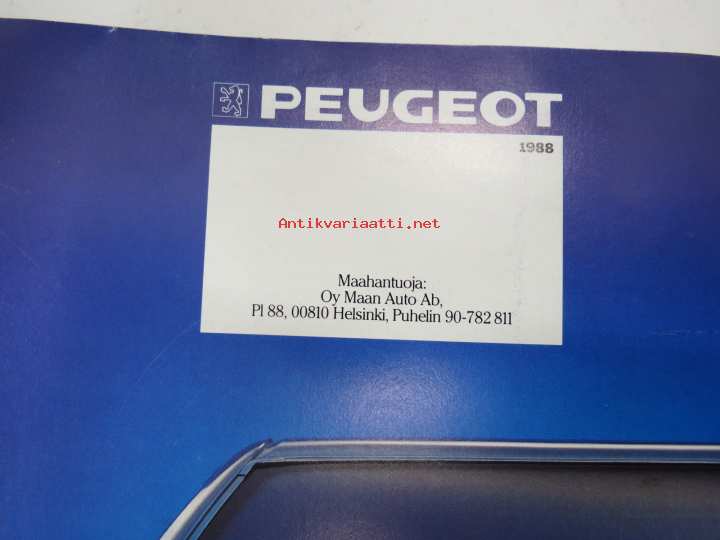 PEUGEOT
1988
Antikvariaatti.net
Maahantuoja:
Oy Maan Auto Ab,
Pl 88, 00810 Helsinki, Puhelin 90-782 811